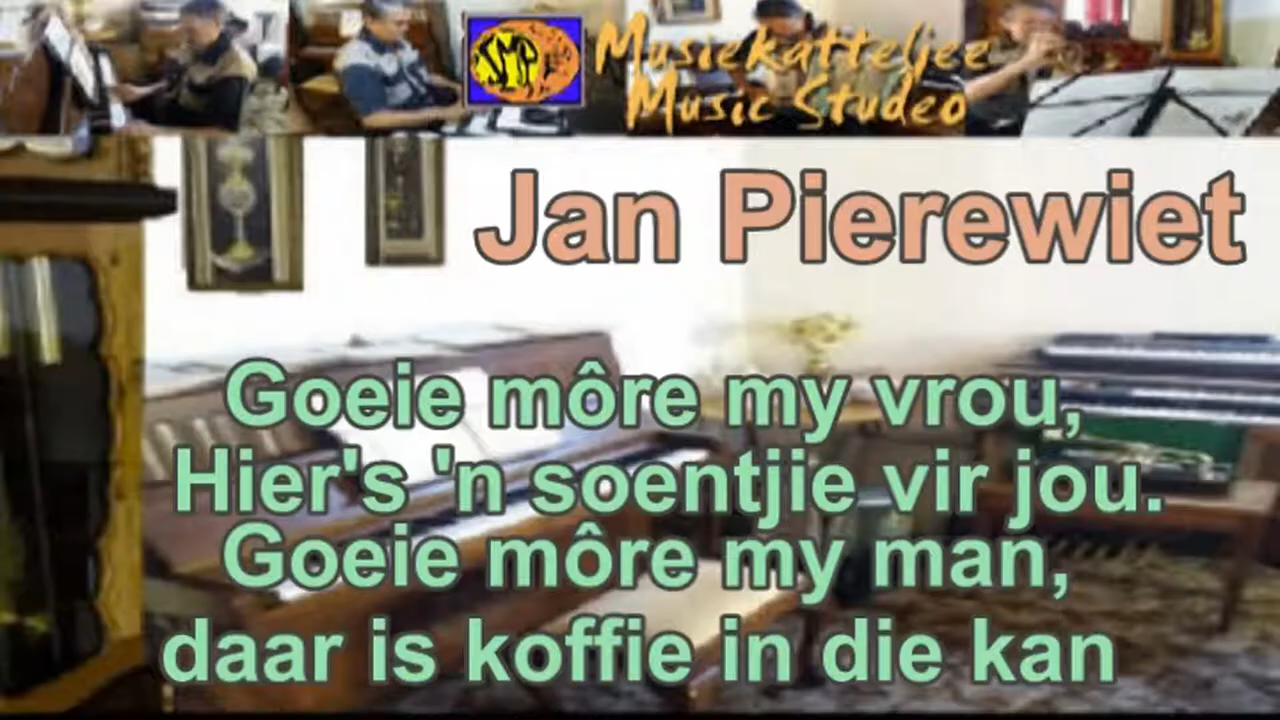 SMP
Musiekatteljee
Music Studeo
Jan Pierewiet
Goeie môre my vrou,
Hier's 'n soentjie vir jou.
Goeie môre my man,
daar is koffie in die kan